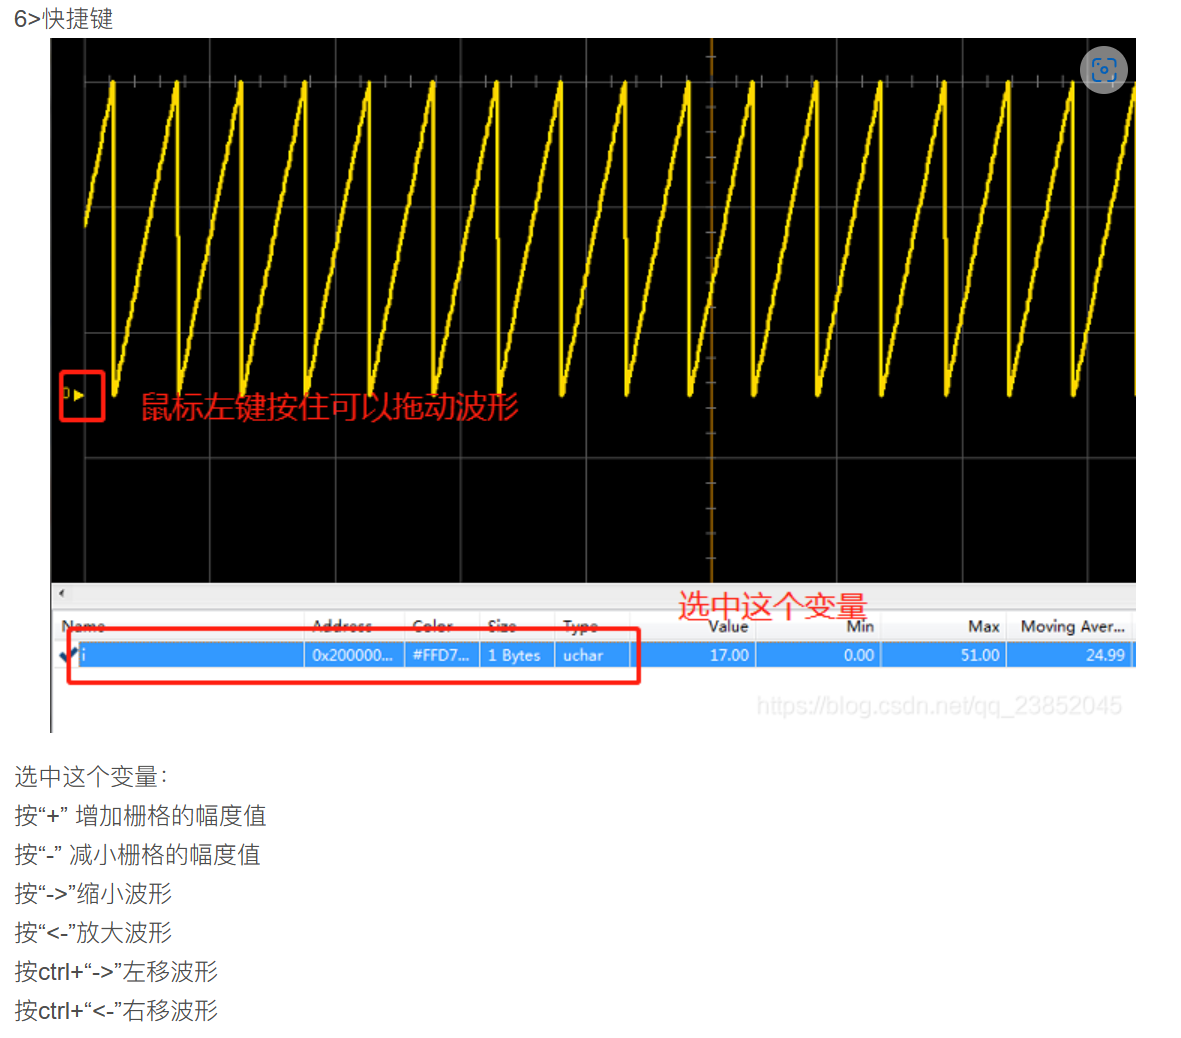 6>快捷键
0
鼠标左键按住可以拖动波形
选中这个变量
Name Address Color Size Type Value Min Max Moving Aver...
i 0x200000... #FFD7... 1 Bytes uchar 17.00 0.00 51.00 24.99
https://blog.csdn.net/qq_23852045
选中这个变量：
按“+” 增加栅格的幅度值
按“-” 减小栅格的幅度值
按“->”缩小波形
按“<-”放大波形
按ctrl+“->”左移波形
按ctrl+“<-”右移波形